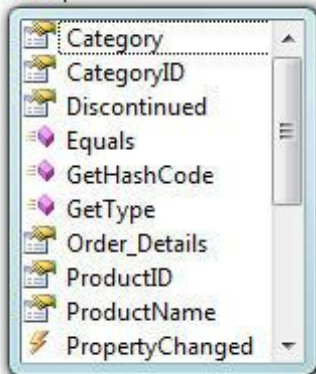 Category
CategoryID
Discontinued
Equals
GetHashCode
GetType
Order_Details
ProductID
ProductName
PropertyChanged